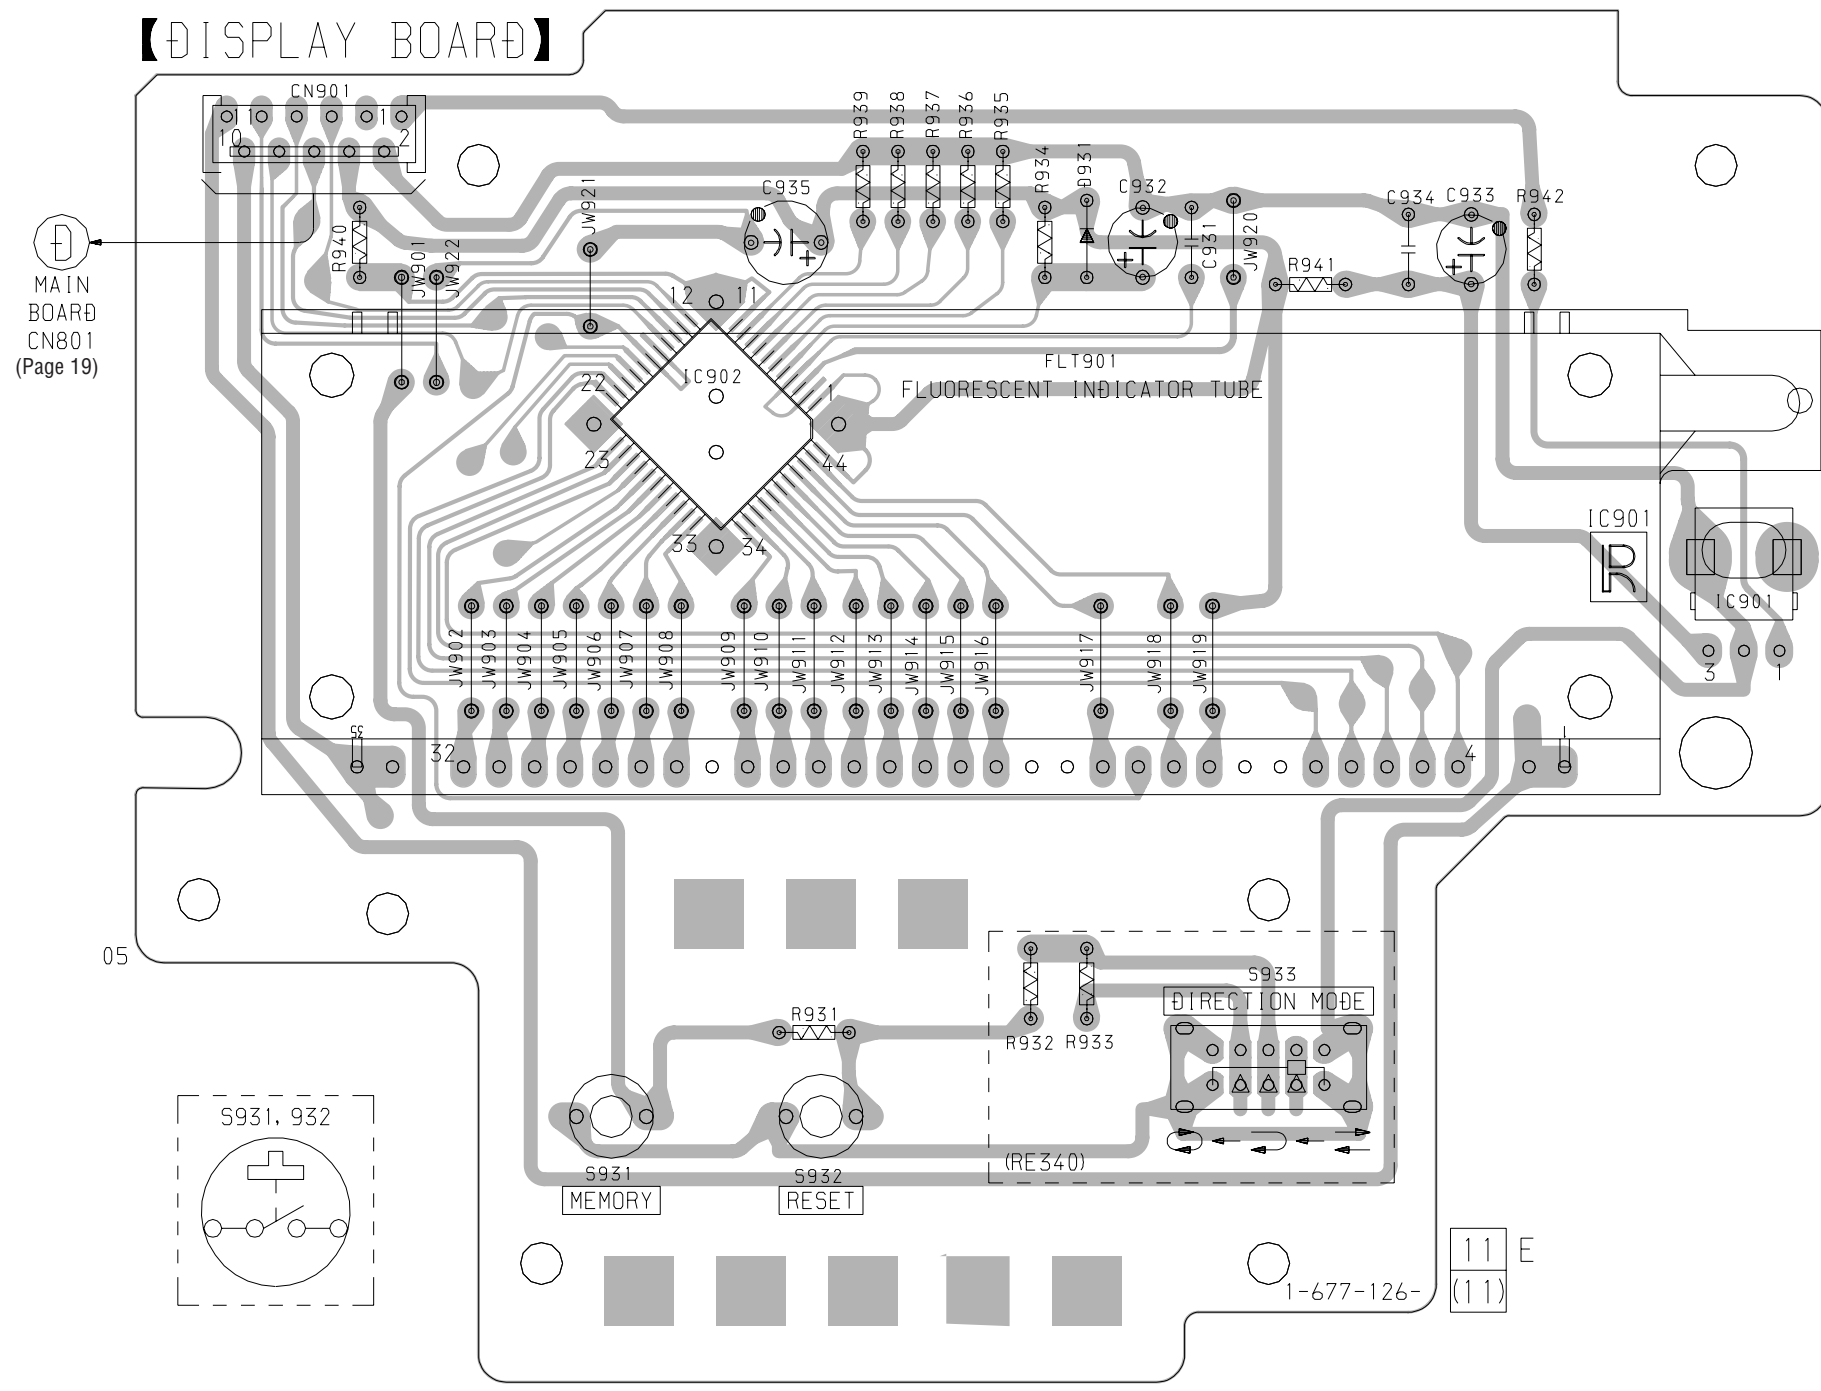 【DISPLAY BOARD】
CN901
11
1
10
2
D
MAIN
BOARD
CN801
(Page 19)
R940
JW901
JW922
JW921
C935
R939
R938
R937
R936
R935
R934
D931
C932
C931
JW920
R941
C934
C933
R942
12
11
22
IC902
1
23
44
33
34
FLT901
FLUORESCENT INDICATOR TUBE
IC901
R
IC901
3
1
JW902
JW903
JW904
JW905
JW906
JW907
JW908
JW909
JW910
JW911
JW912
JW913
JW914
JW915
JW916
JW917
JW918
JW919
35
32
4
1
05
S933
DIRECTION MODE
R931
R932
R933
S931, 932
S931
MEMORY
S932
RESET
(RE340)
1-677-126-
11
E
(11)